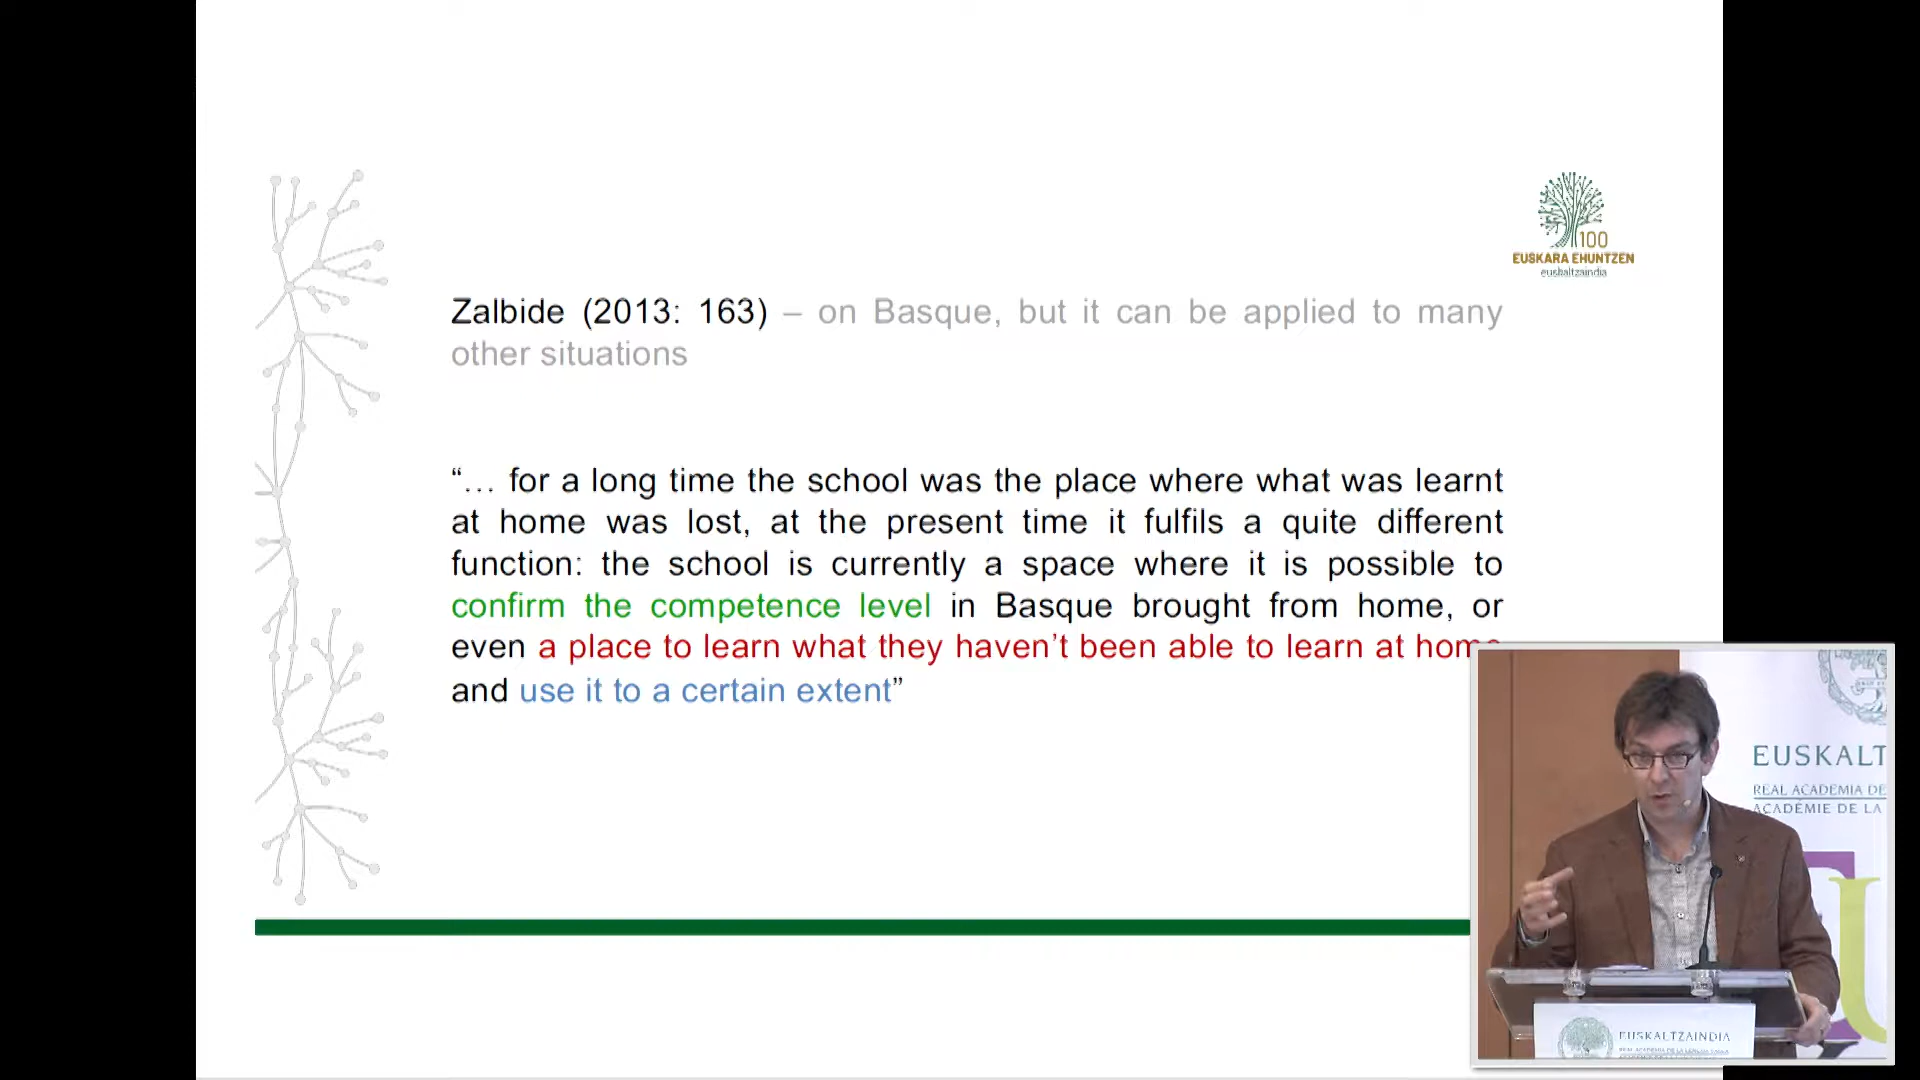 100
EUSKARA EHUNTZEN
euskaltzaindia
Zalbide (2013: 163) – on Basque, but it can be applied to many
other situations
“… for a long time the school was the place where what was learnt
at home was lost, at the present time it fulfils a quite different
function: the school is currently a space where it is possible to
confirm the competence level in Basque brought from home, or
even a place to learn what they haven’t been able to learn at home
and use it to a certain extent”
EUSKALT
REAL ACADEMIA DE
ACADÉMIE DE LA
EUSKALTZAINDIA